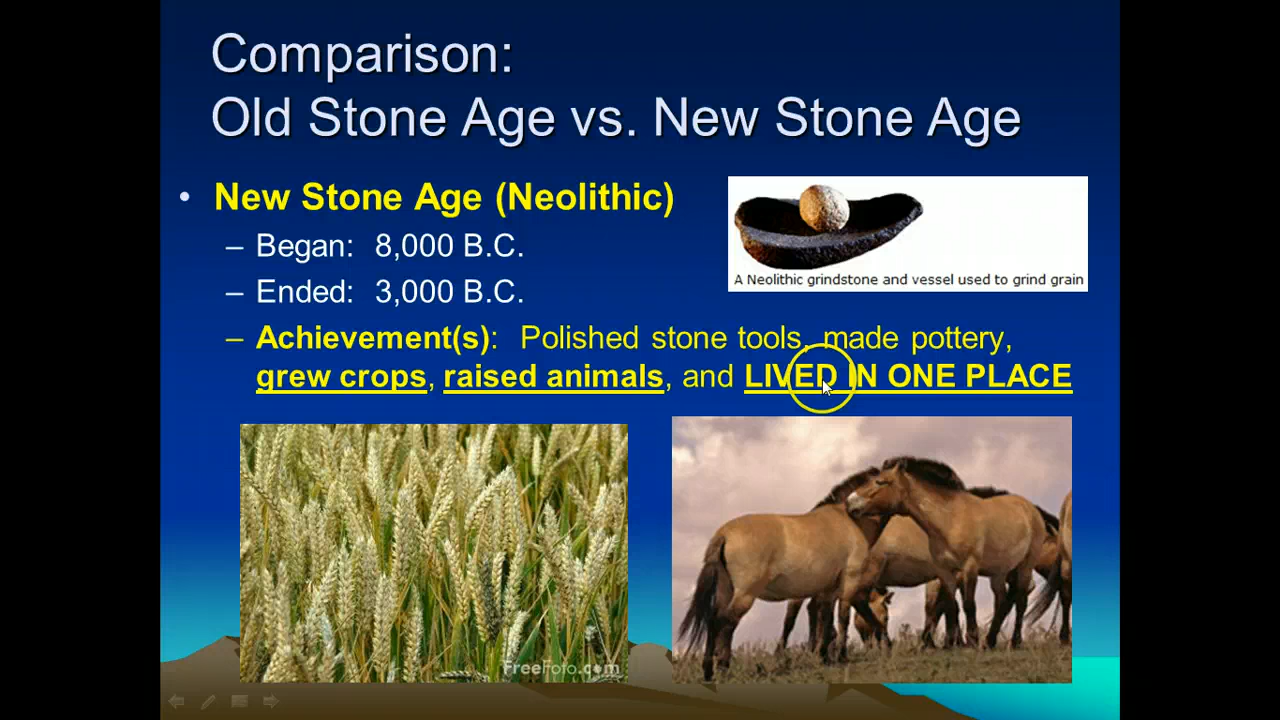 Comparison:
Old Stone Age vs. New Stone Age
• New Stone Age (Neolithic)
– Began: 8,000 B.C.
– Ended: 3,000 B.C.
A Neolithic grindstone and vessel used to grind grain
– Achievement(s): Polished stone tools, made pottery,
grew crops, raised animals, and LIVED IN ONE PLACE
FreeFoto.com